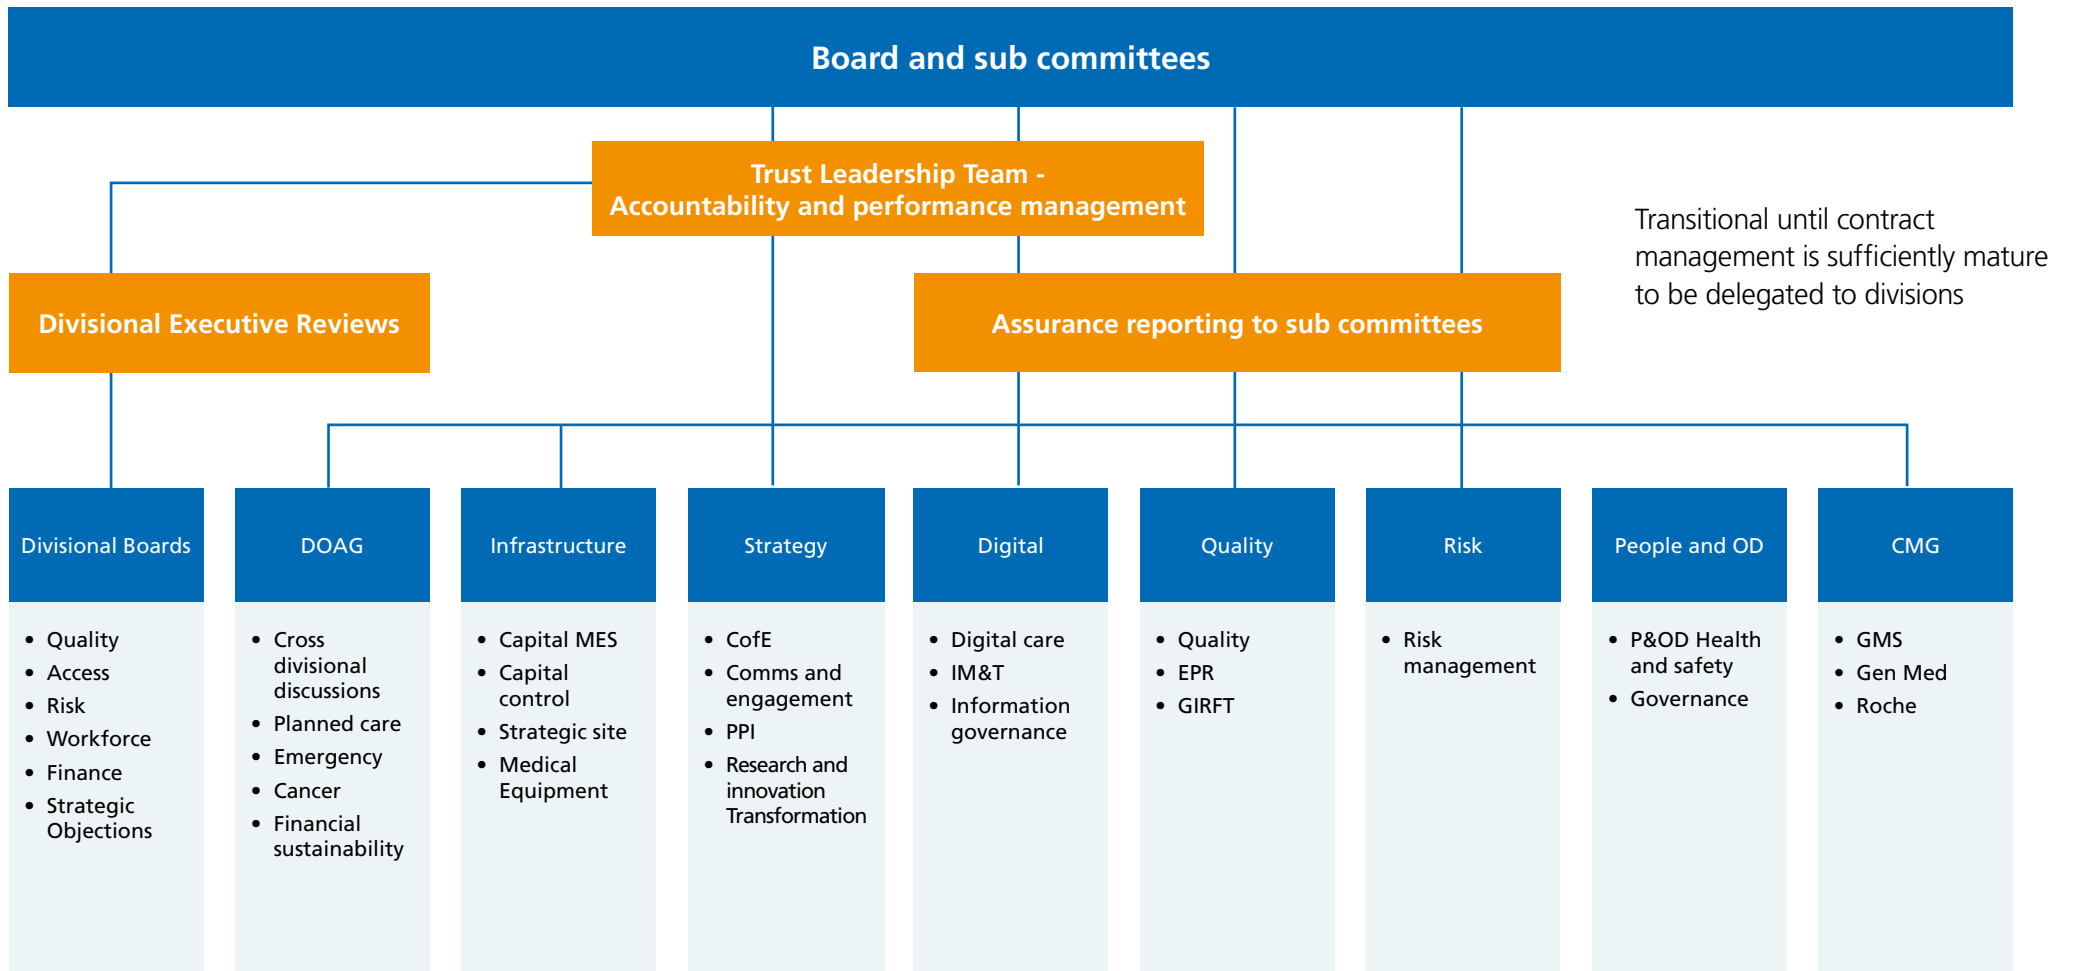 Board and sub committees
Trust Leadership Team -
Accountability and performance management
Transitional until contract
management is sufficiently mature
to be delegated to divisions
Divisional Executive Reviews
Assurance reporting to sub committees
Divisional Boards
• Quality
• Access
• Risk
• Workforce
• Finance
• Strategic
Objections
DOAG
• Cross
divisional
discussions
• Planned care
• Emergency
• Cancer
• Financial
sustainability
Infrastructure
• Capital MES
• Capital
control
• Strategic site
• Medical
Equipment
Strategy
• CofE
• Comms and
engagement
• PPI
• Research and
innovation
Transformation
Digital
• Digital care
• IM&T
• Information
governance
Quality
• Quality
• EPR
• GIRFT
Risk
• Risk
management
People and OD
• P&OD Health
and safety
• Governance
CMG
• GMS
• Gen Med
• Roche